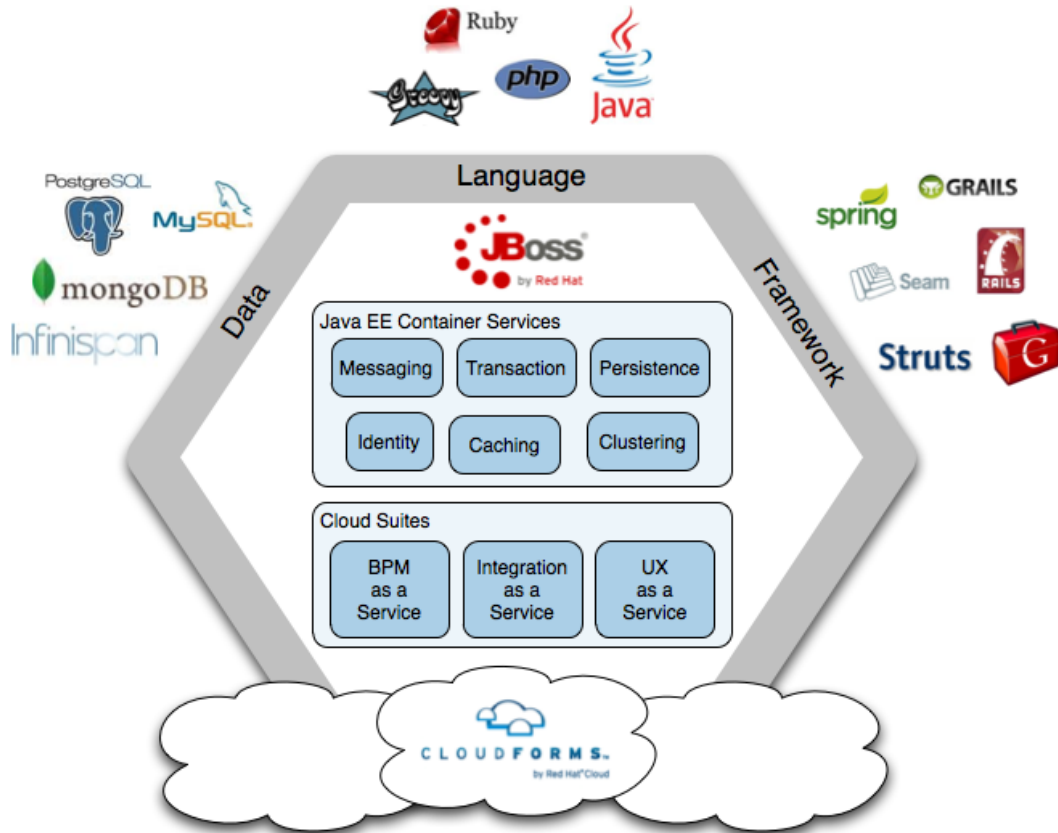 Ruby
groovy
php
Java
Language
PostgreSQL
MySQL®
mongoDB
Infinispan
Data
spring
GRAILS
Seam
RAILS
Struts
G
Framework
JBoss®
by Red Hat
Java EE Container Services
Messaging
Transaction
Persistence
Identity
Caching
Clustering
Cloud Suites
BPM
as a
Service
Integration
as a
Service
UX
as a
Service
CLOUDFORMS™
by Red Hat® Cloud